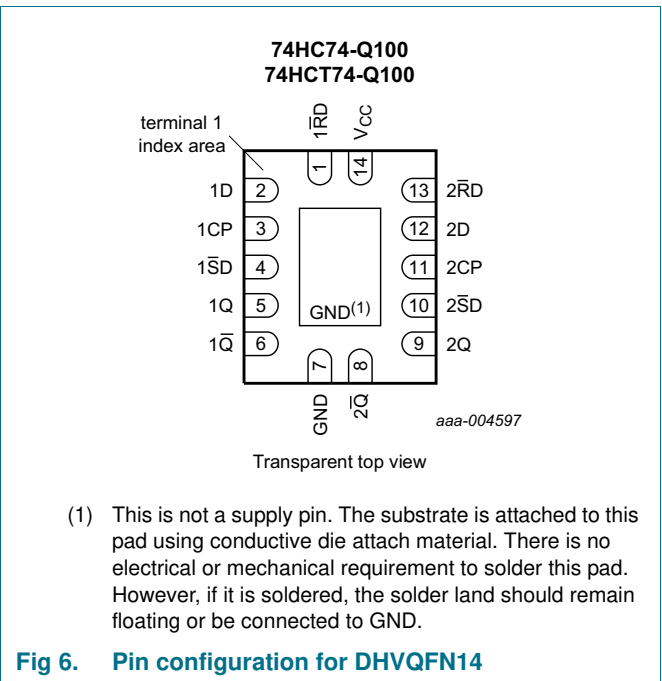 74HC74-Q100
74HCT74-Q100
terminal 1
index area
1R̅D
VCC
1
14
1D 2
13 2R̅D
1CP 3
12 2D
1S̅D 4
11 2CP
1Q 5
10 2S̅D
GND(1)
1Q̅ 6
9 2Q
7
8
GND
2Q̅
aaa-004597
Transparent top view
(1) This is not a supply pin. The substrate is attached to this
pad using conductive die attach material. There is no
electrical or mechanical requirement to solder this pad.
However, if it is soldered, the solder land should remain
floating or be connected to GND.
Fig 6. Pin configuration for DHVQFN14